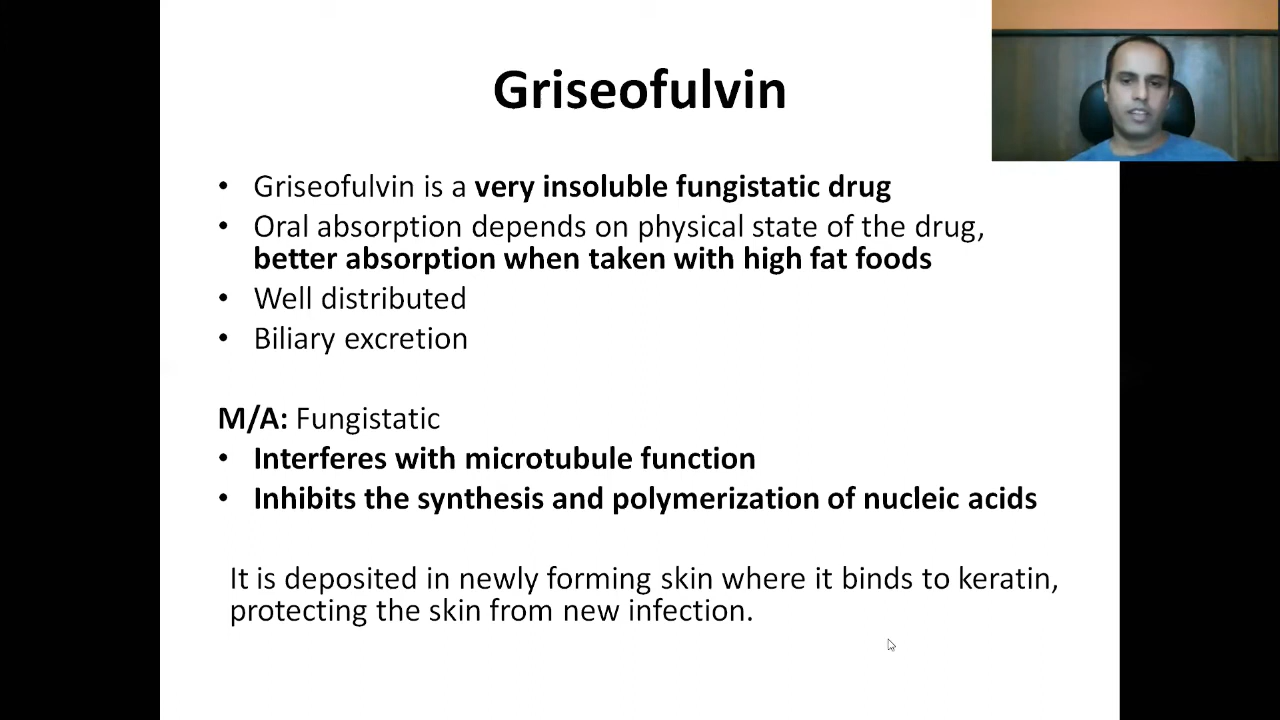 Griseofulvin
• Griseofulvin is a very insoluble fungistatic drug
• Oral absorption depends on physical state of the drug,
better absorption when taken with high fat foods
• Well distributed
• Biliary excretion
M/A: Fungistatic
• Interferes with microtubule function
• Inhibits the synthesis and polymerization of nucleic acids
It is deposited in newly forming skin where it binds to keratin,
protecting the skin from new infection.